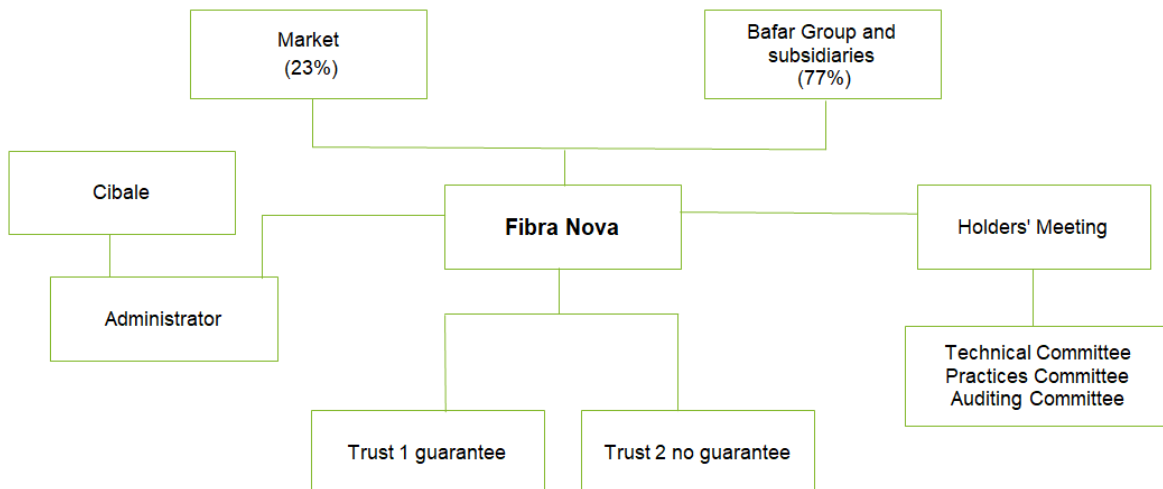 Market
(23%)
Bafar Group and
subsidiaries
(77%)
Cibale
Fibra Nova
Holders' Meeting
Administrator
Technical Committee
Practices Committee
Auditing Committee
Trust 1 guarantee
Trust 2 no guarantee